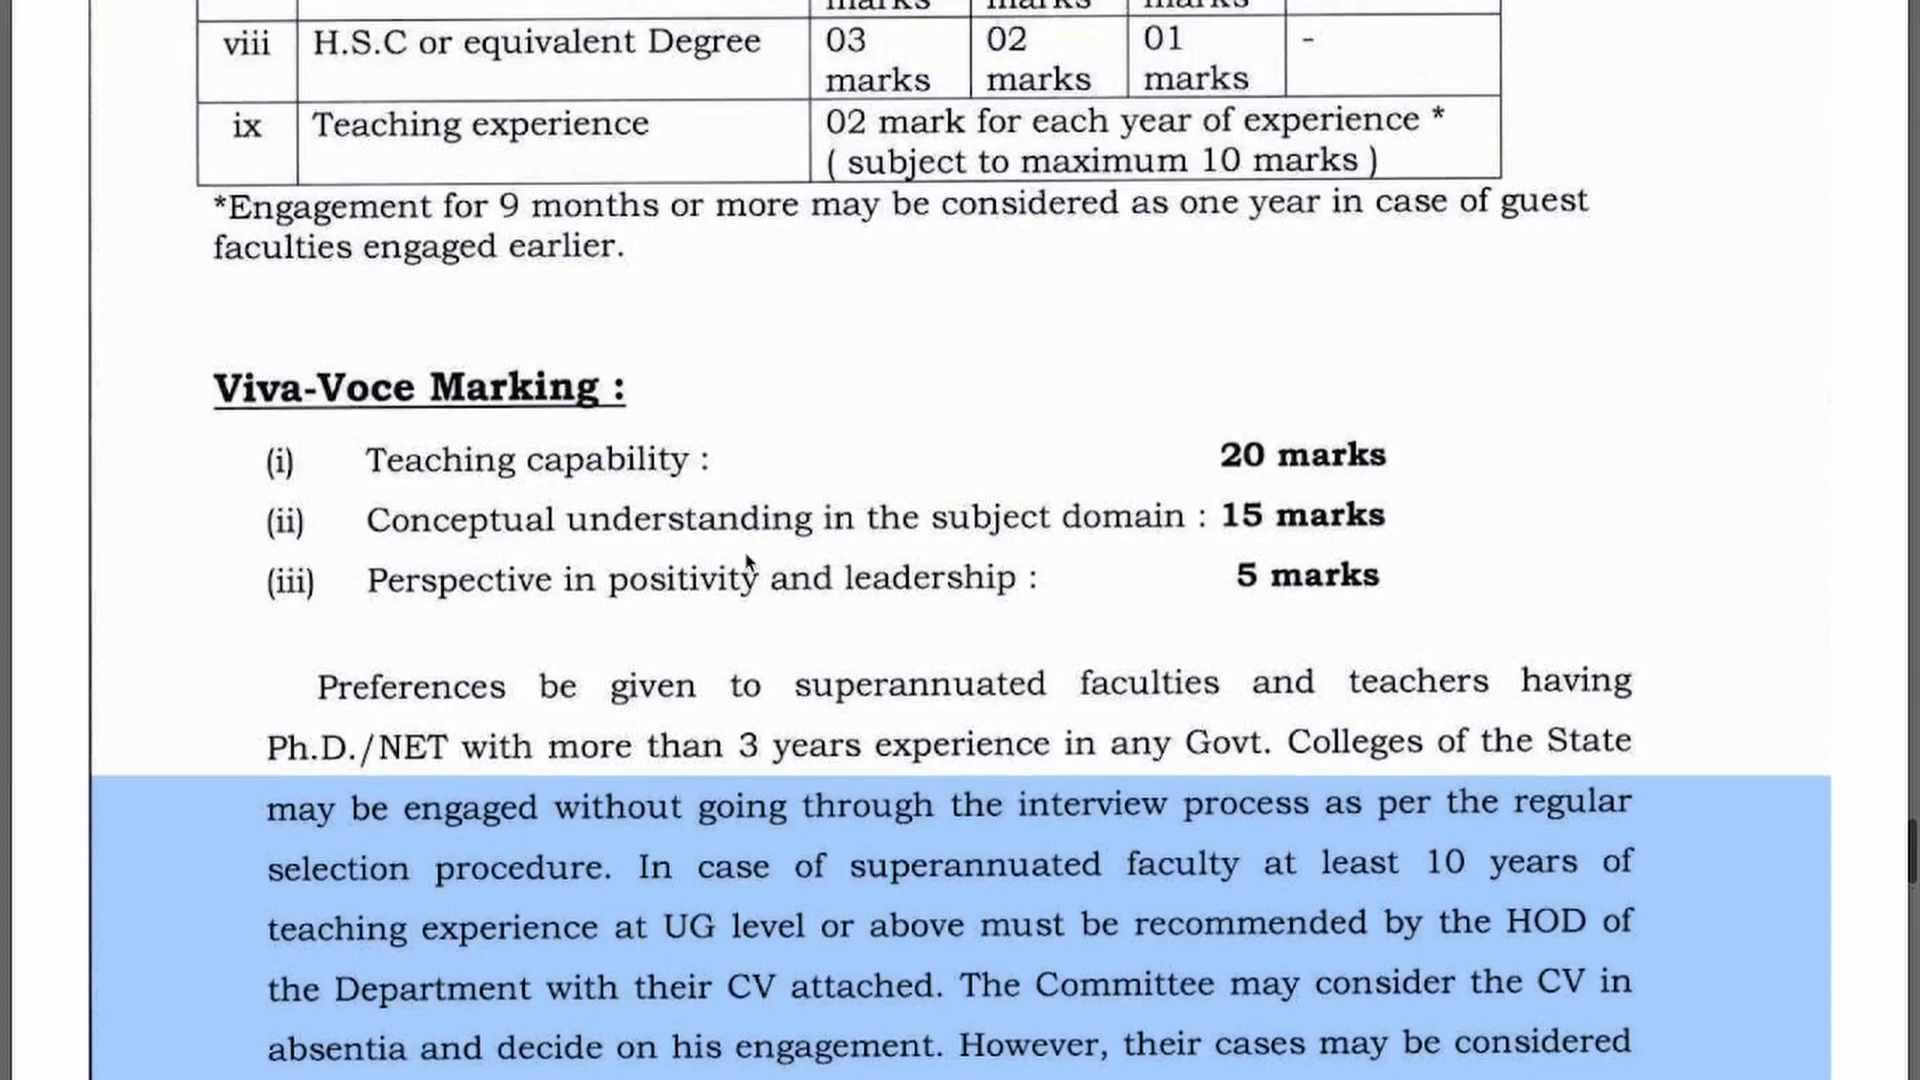 marks marks marks
viii H.S.C or equivalent Degree 03 marks 02 marks 01 marks -
ix Teaching experience 02 mark for each year of experience *
( subject to maximum 10 marks )
*Engagement for 9 months or more may be considered as one year in case of guest
faculties engaged earlier.
Viva-Voce Marking :
(i) Teaching capability : 20 marks
(ii) Conceptual understanding in the subject domain : 15 marks
(iii) Perspective in positivity and leadership : 5 marks
Preferences be given to superannuated faculties and teachers having
Ph.D./NET with more than 3 years experience in any Govt. Colleges of the State
may be engaged without going through the interview process as per the regular
selection procedure. In case of superannuated faculty at least 10 years of
teaching experience at UG level or above must be recommended by the HOD of
the Department with their CV attached. The Committee may consider the CV in
absentia and decide on his engagement. However, their cases may be considered